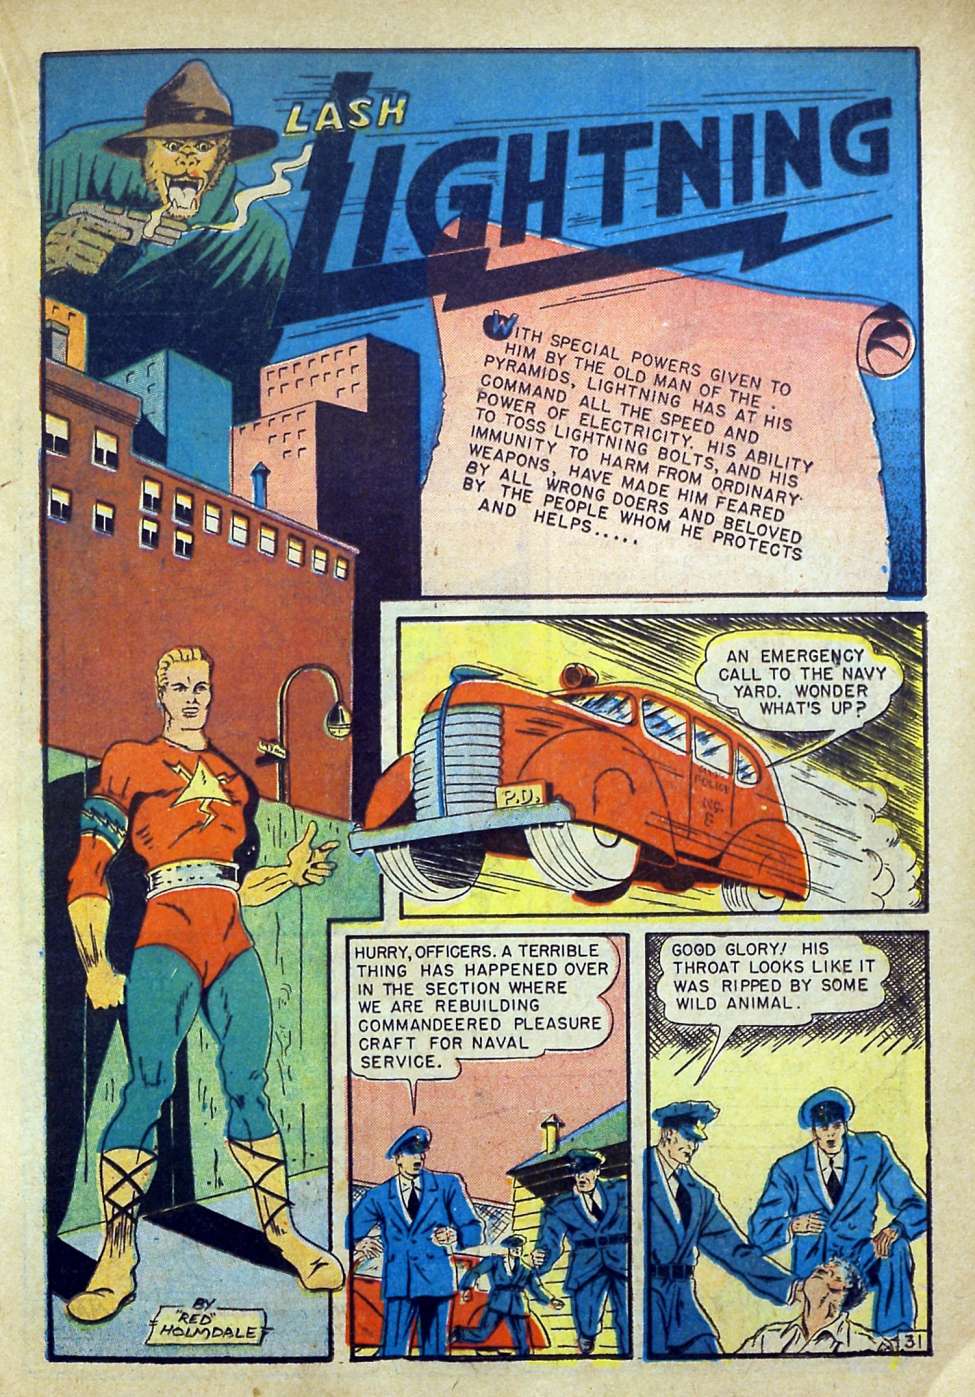 LASH
LIGHTNING
WITH SPECIAL POWERS GIVEN TO
HIM BY THE OLD MAN OF THE
PYRAMIDS, LIGHTNING HAS AT HIS
COMMAND ALL THE SPEED AND
POWER OF ELECTRICITY. HIS ABILITY
TO TOSS LIGHTNING BOLTS, AND HIS
IMMUNITY TO HARM FROM ORDINARY
WEAPONS, HAVE MADE HIM FEARED
BY ALL WRONG DOERS AND BELOVED
BY THE PEOPLE WHOM HE PROTECTS
AND HELPS.....
AN EMERGENCY
CALL TO THE NAVY
YARD. WONDER
WHAT'S UP?
P.D.
POLICE
NO.
HURRY, OFFICERS. A TERRIBLE
THING HAS HAPPENED OVER
IN THE SECTION WHERE
WE ARE REBUILDING
COMMANDEERED PLEASURE
CRAFT FOR NAVAL
SERVICE.
GOOD GLORY! HIS
THROAT LOOKS LIKE IT
WAS RIPPED BY SOME
WILD ANIMAL.
BY
"RED"
HOLMDALE
31